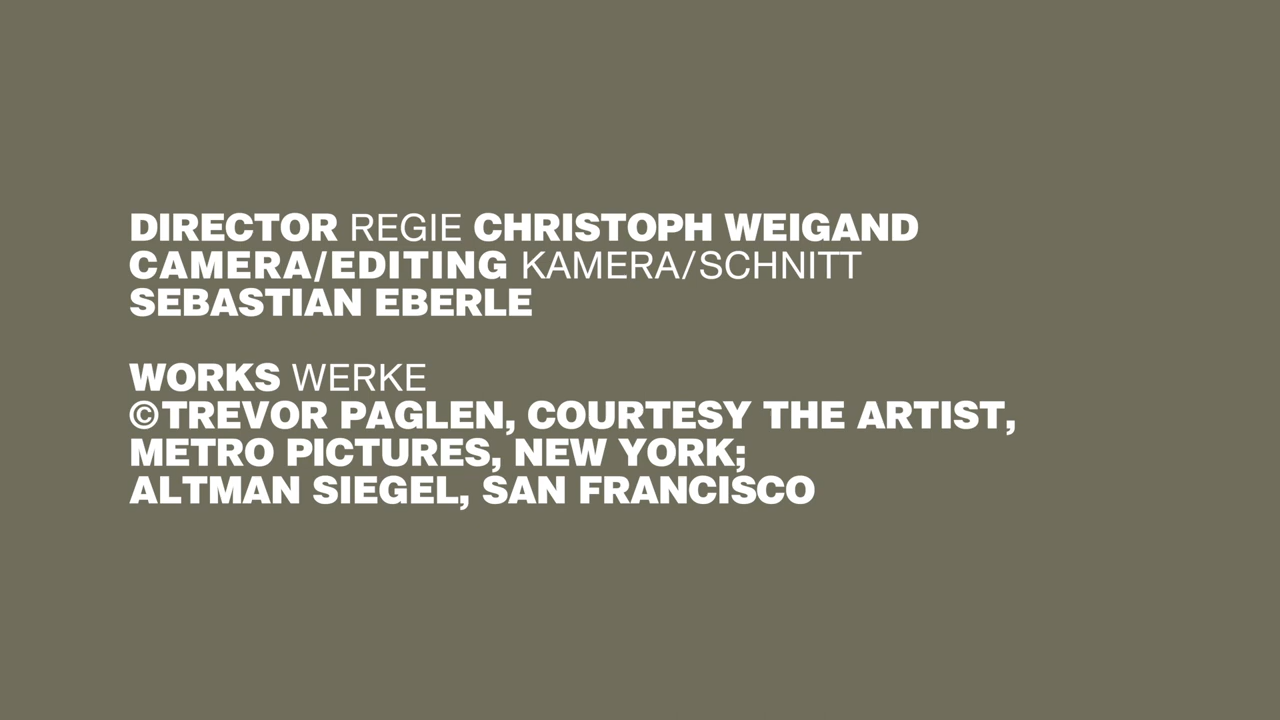 DIRECTOR REGIE CHRISTOPH WEIGAND
CAMERA/EDITING KAMERA/SCHNITT
SEBASTIAN EBERLE
WORKS WERKE
©TREVOR PAGLEN, COURTESY THE ARTIST,
METRO PICTURES, NEW YORK;
ALTMAN SIEGEL, SAN FRANCISCO